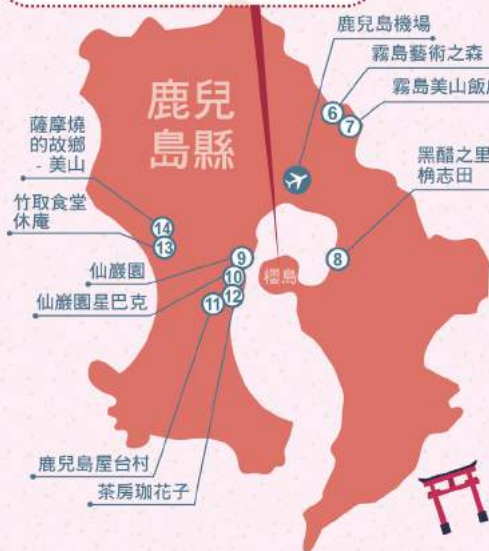 鹿兒島機場
霧島藝術之森
霧島美山飯店
6
7
鹿兒
島縣
薩摩燒
的故鄉
- 美山
黑醋之里
桷志田
竹取食堂
休庵
14
13
仙巖園
9
8
櫻島
仙巖園星巴克
10
11
12
鹿兒島屋台村
茶房珈花子